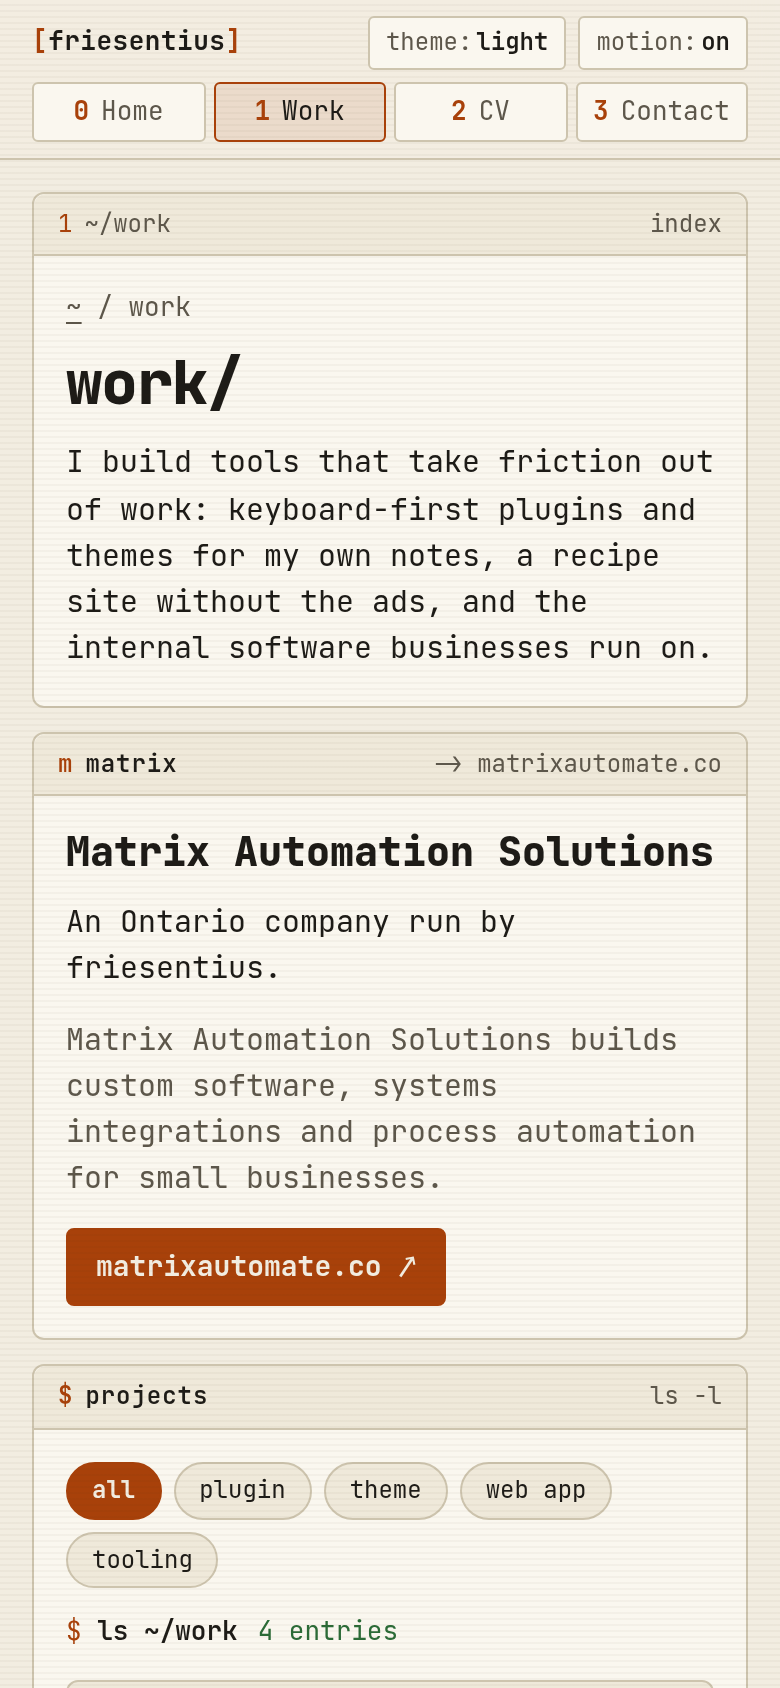 [friesentius]
theme: light
motion: on
0 Home
1 Work
2 CV
3 Contact
1 ~/work
index
~ / work
work/
I build tools that take friction out
of work: keyboard-first plugins and
themes for my own notes, a recipe
site without the ads, and the
internal software businesses run on.
m matrix
→ matrixautomate.co
Matrix Automation Solutions
An Ontario company run by
friesentius.
Matrix Automation Solutions builds
custom software, systems
integrations and process automation
for small businesses.
matrixautomate.co ↗
$ projects
ls -l
all
plugin
theme
web app
tooling
$ ls ~/work 4 entries